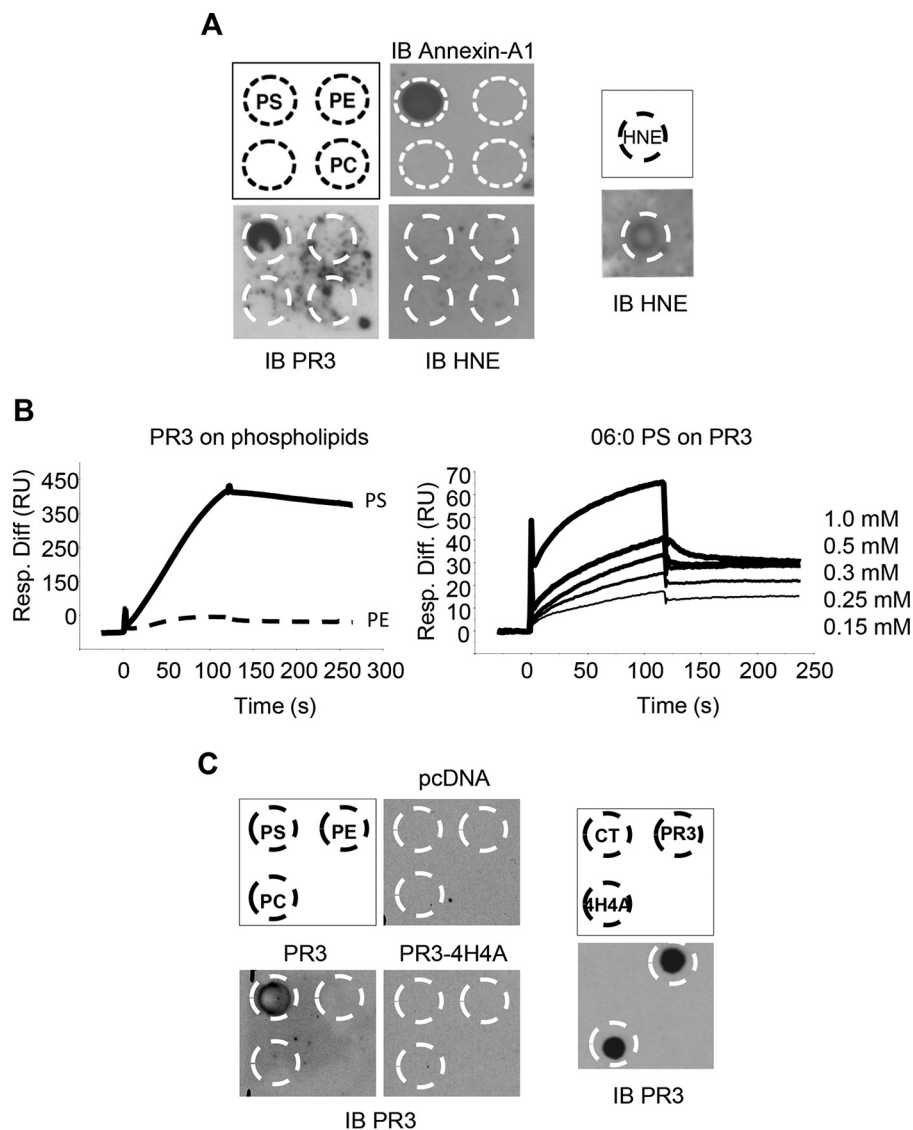 A
IB Annexin-A1
PS PE
PC
HNE
IB PR3 IB HNE
IB HNE
B
PR3 on phospholipids
Resp. Diff (RU)
450
350
250
150
0
PS
PE
0 50 100 150 200 250 300
Time (s)
06:0 PS on PR3
Resp. Diff. (RU)
70
60
50
40
30
20
10
0
1.0 mM
0.5 mM
0.3 mM
0.25 mM
0.15 mM
0 50 100 150 200 250
Time (s)
C
pcDNA
PS PE
PC
PR3 PR3-4H4A
IB PR3
CT PR3
4H4A
IB PR3